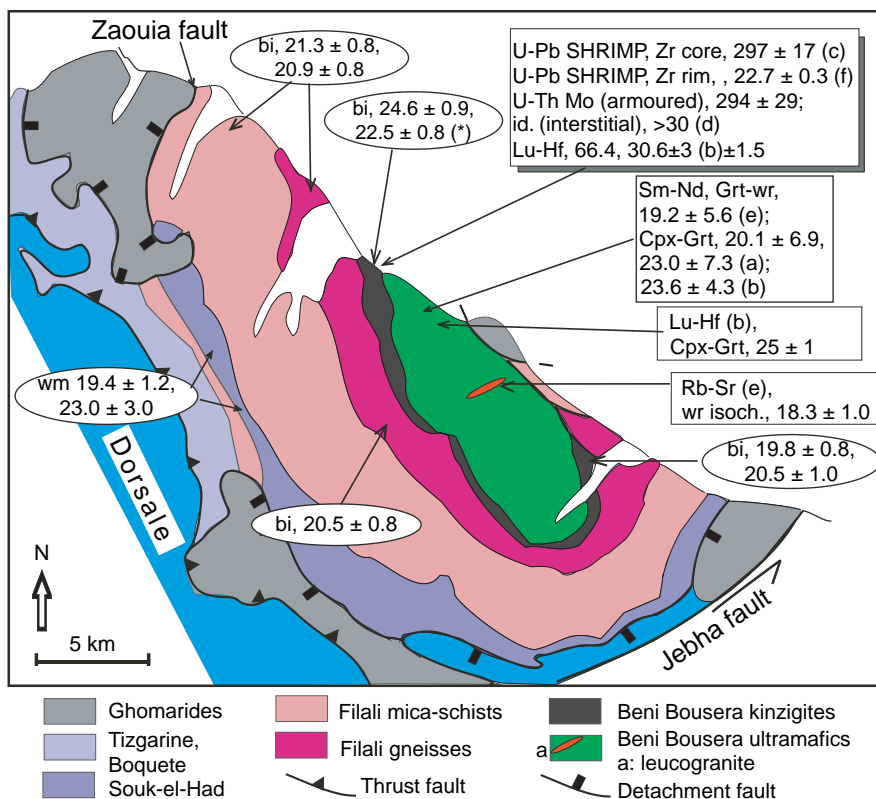 Zaouia fault
bi, 21.3 ± 0.8,
20.9 ± 0.8
bi, 24.6 ± 0.9,
22.5 ± 0.8 (*)
U-Pb SHRIMP, Zr core, 297 ± 17 (c)
U-Pb SHRIMP, Zr rim, , 22.7 ± 0.3 (f)
U-Th Mo (armoured), 294 ± 29;
id. (interstitial), >30 (d)
Lu-Hf, 66.4, 30.6±3 (b)±1.5
Sm-Nd, Grt-wr,
19.2 ± 5.6 (e);
Cpx-Grt, 20.1 ± 6.9,
23.0 ± 7.3 (a);
23.6 ± 4.3 (b)
Lu-Hf (b),
Cpx-Grt, 25 ± 1
Rb-Sr (e),
wr isoch., 18.3 ± 1.0
wm 19.4 ± 1.2,
23.0 ± 3.0
bi, 19.8 ± 0.8,
20.5 ± 1.0
bi, 20.5 ± 0.8
Dorsale
N
5 km
Jebha fault
Ghomarides
Tizgarine,
Boquete
Souk-el-Had
Filali mica-schists
Filali gneisses
Thrust fault
Beni Bousera kinzigites
a
Beni Bousera ultramafics
a: leucogranite
Detachment fault